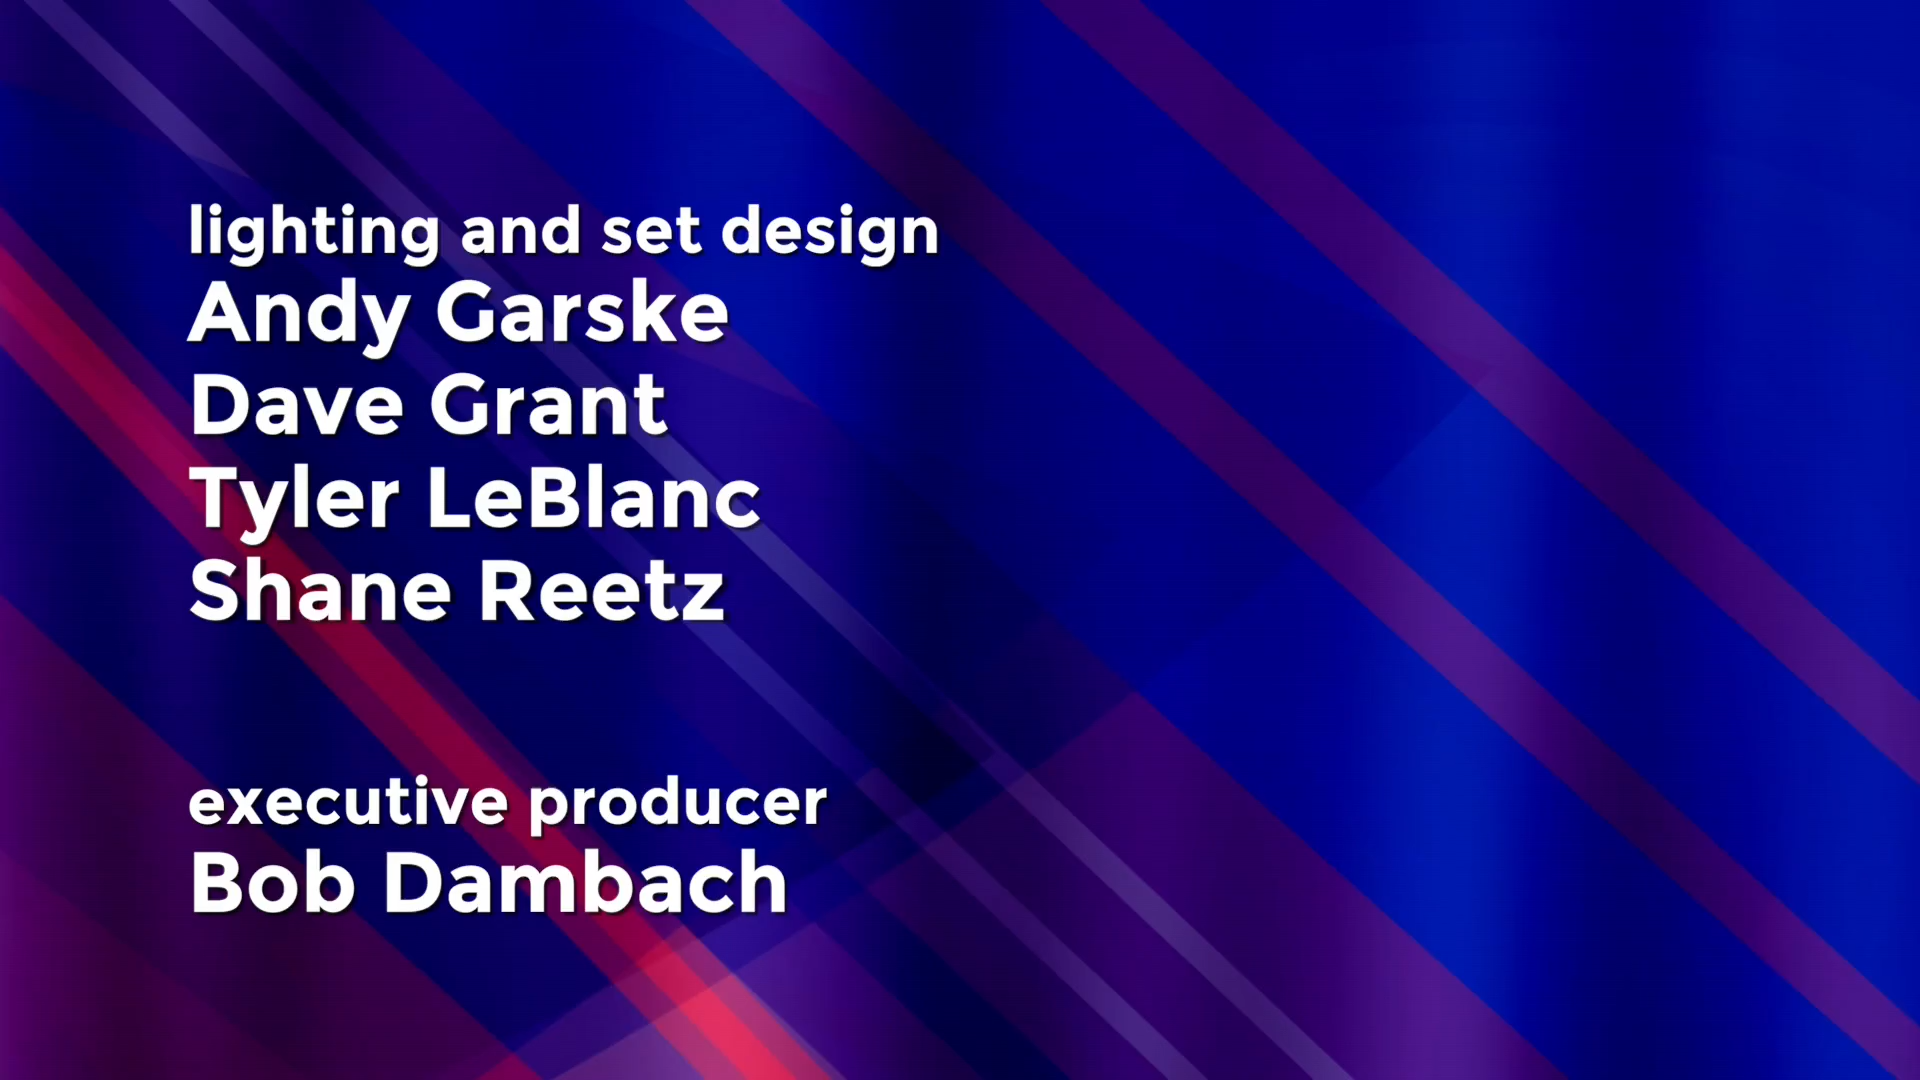 lighting and set design
Andy Garske
Dave Grant
Tyler LeBlanc
Shane Reetz
executive producer
Bob Dambach